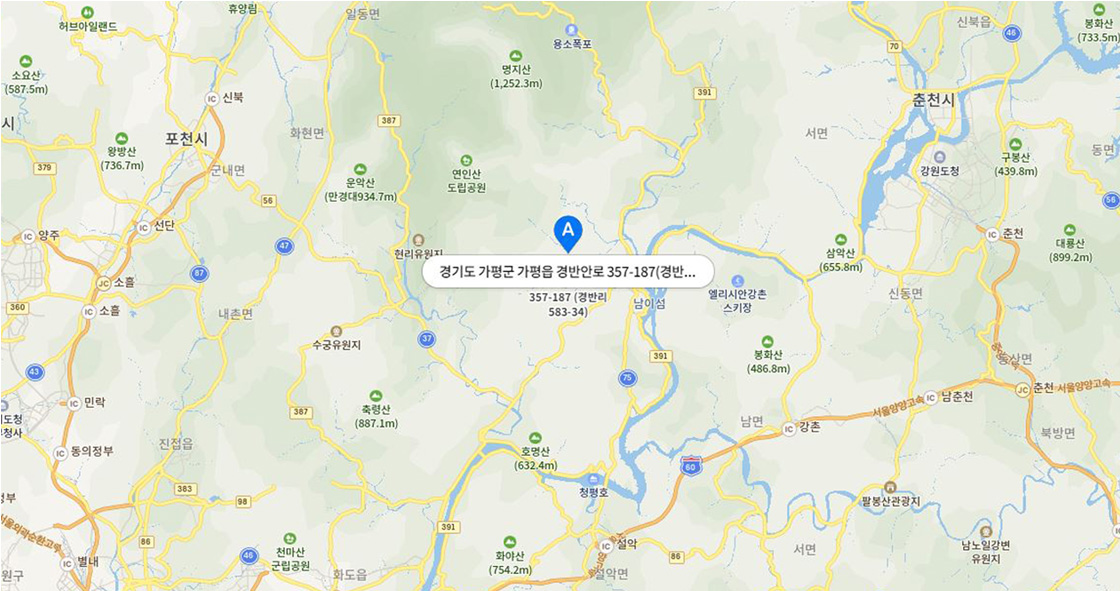 일동면
휴양림
허브아일랜드
용소폭포
신북읍
46
봉화산
(733.5m)
70
소요산
(587.5m)
명지산
(1,252.3m)
391
IC 신북
춘천시
387
시
포천시
화현면
서면
왕방산
(736.7m)
구봉산
(439.8m)
동면
379
군내면
운악산
(만경대934.7m)
연인산
도립공원
강원도청
56
56
A
IC 양주
IC 선단
47
현리유원지
삼악산
(655.8m)
IC 춘천
대룡산
(899.2m)
경기도 가평군 가평읍 경반안로 357-187(경반...
87
JC 소흘
357-187 (경반리
583-34)
남이섬
엘리시안강촌
스키장
신동면
360
IC 소흘
내촌면
수궁유원지
37
391
봉화산
(486.8m)
동산면
43
75
JC 춘천
서울양양고속
축령산
(887.1m)
IC 남춘천
서울양양고속
IC 민락
387
도청
청사
남면
IC 강촌
북방면
진접읍
호명산
(632.4m)
IC 동의정부
60
383
98
청평호
팔봉산관광지
정부
391
서울외곽순환고로
86
46
천마산
군립공원
화야산
(754.2m)
IC 설악
86
서면
남노일강변
유원지
IC 별내
원구
화도읍
설악면